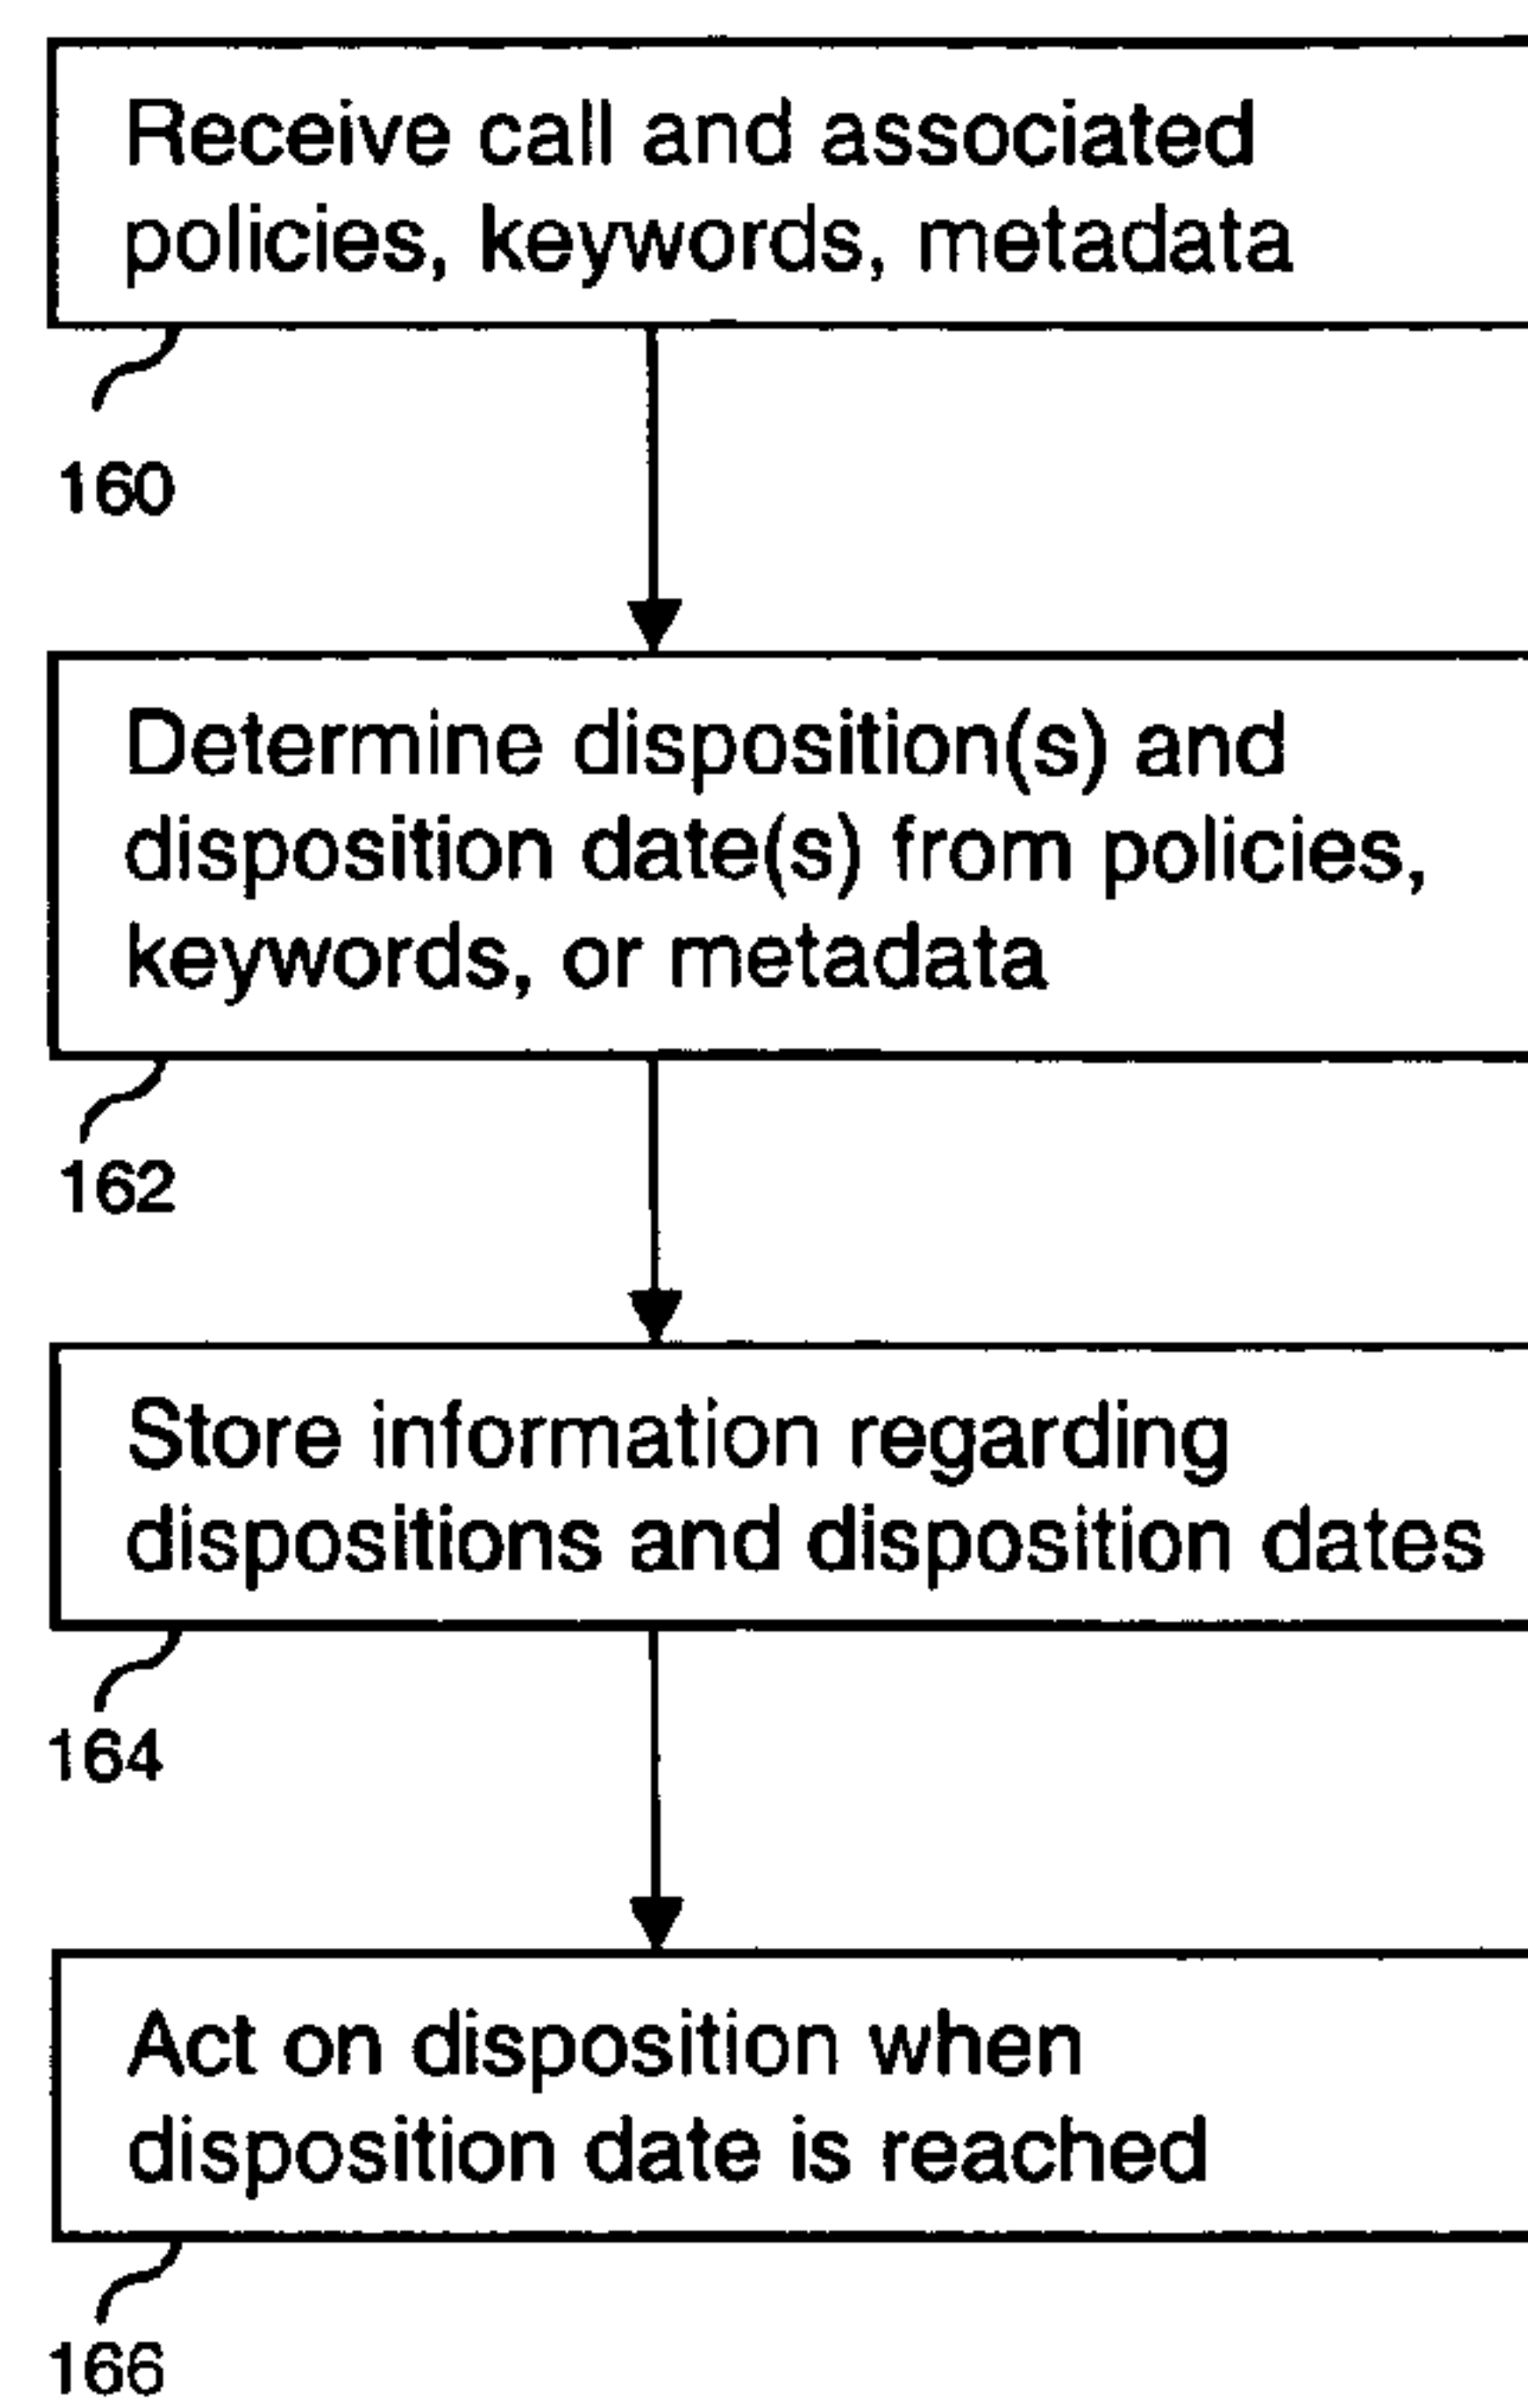 Receive call and associated
policies, keywords, metadata
160
Determine disposition(s) and
disposition date(s) from policies,
keywords, or metadata
162
Store information regarding
dispositions and disposition dates
164
Act on disposition when
disposition date is reached
166